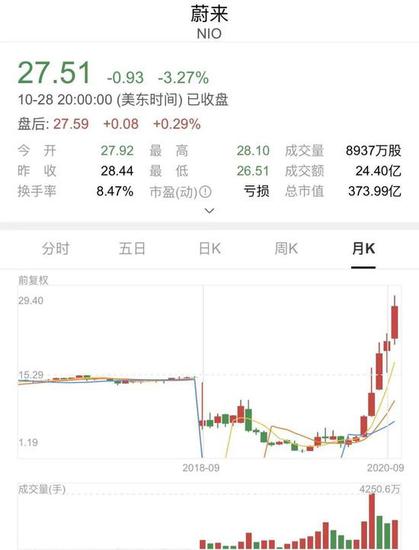 蔚来
NIO
27.51 -0.93 -3.27%
10-28 20:00:00 (美东时间) 已收盘
盘后: 27.59 +0.08 +0.29%
今 开 27.92 最 高 28.10 成交量 8937万股
昨 收 28.44 最 低 26.51 成交额 24.40亿
换手率 8.47% 市盈(动) 亏损 总市值 373.99亿
分时 五日 日K 周K 月K
前复权
29.40
15.29
1.19
2018-09 2020-09
成交量(手) 4250.6万